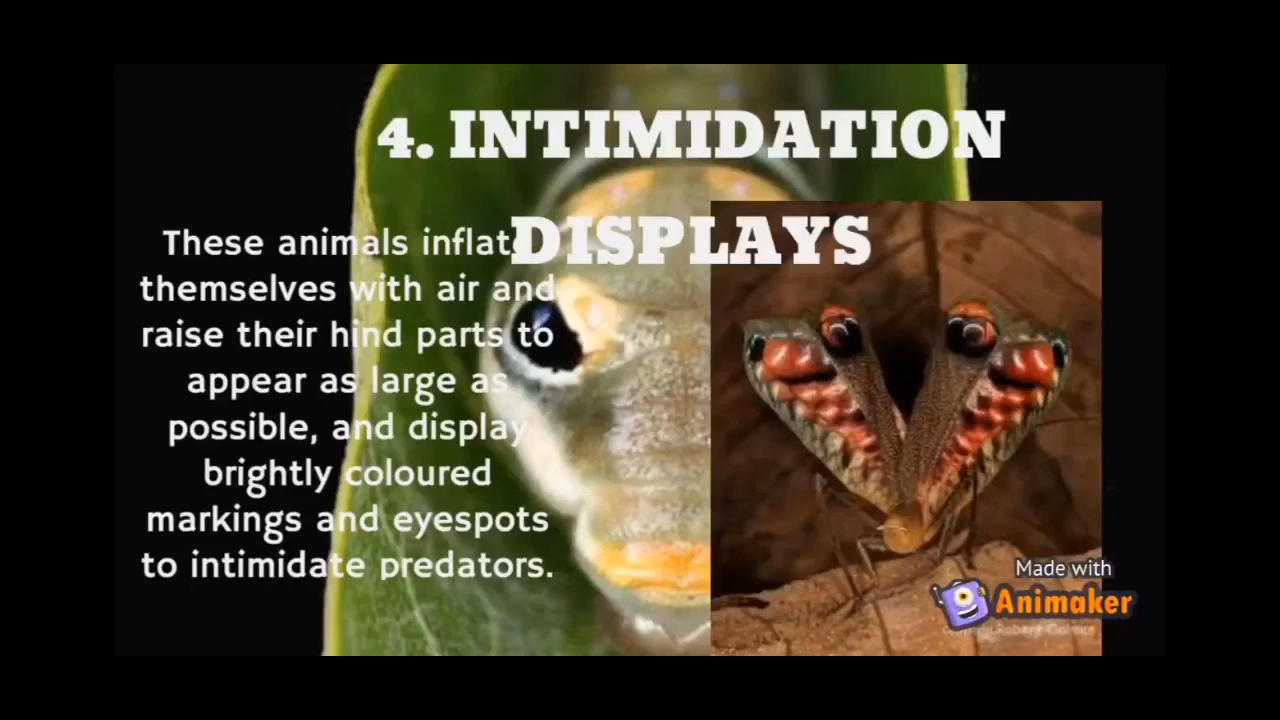 4. INTIMIDATION
DISPLAYS
These animals inflate
themselves with air and
raise their hind parts to
appear as large as
possible, and display
brightly coloured
markings and eyespots
to intimidate predators.
Made with
Animaker